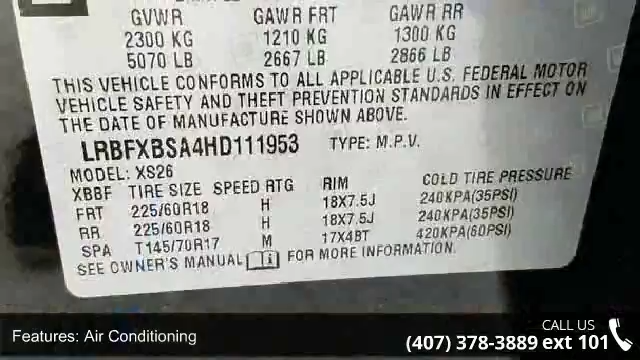 GVWR GAWR FRT GAWR RR
2300 KG 1210 KG 1300 KG
5070 LB 2667 LB 2866 LB
THIS VEHICLE CONFORMS TO ALL APPLICABLE U.S. FEDERAL MOTOR
VEHICLE SAFETY AND THEFT PREVENTION STANDARDS IN EFFECT ON
THE DATE OF MANUFACTURE SHOWN ABOVE.
LRBFXBSA4HD111953 TYPE: M.P.V.
MODEL: XS26
XBBF TIRE SIZE SPEED RTG RIM COLD TIRE PRESSURE
FRT 225/60R18 H 18X7.5J 240KPA(35PSI)
RR 225/60R18 H 18X7.5J 240KPA(35PSI)
SPA T145/70R17 M 17X4BT 420KPA(60PSI)
SEE OWNER'S MANUAL FOR MORE INFORMATION.
CALL US
Features: Air Conditioning
(407) 378-3889 ext 101